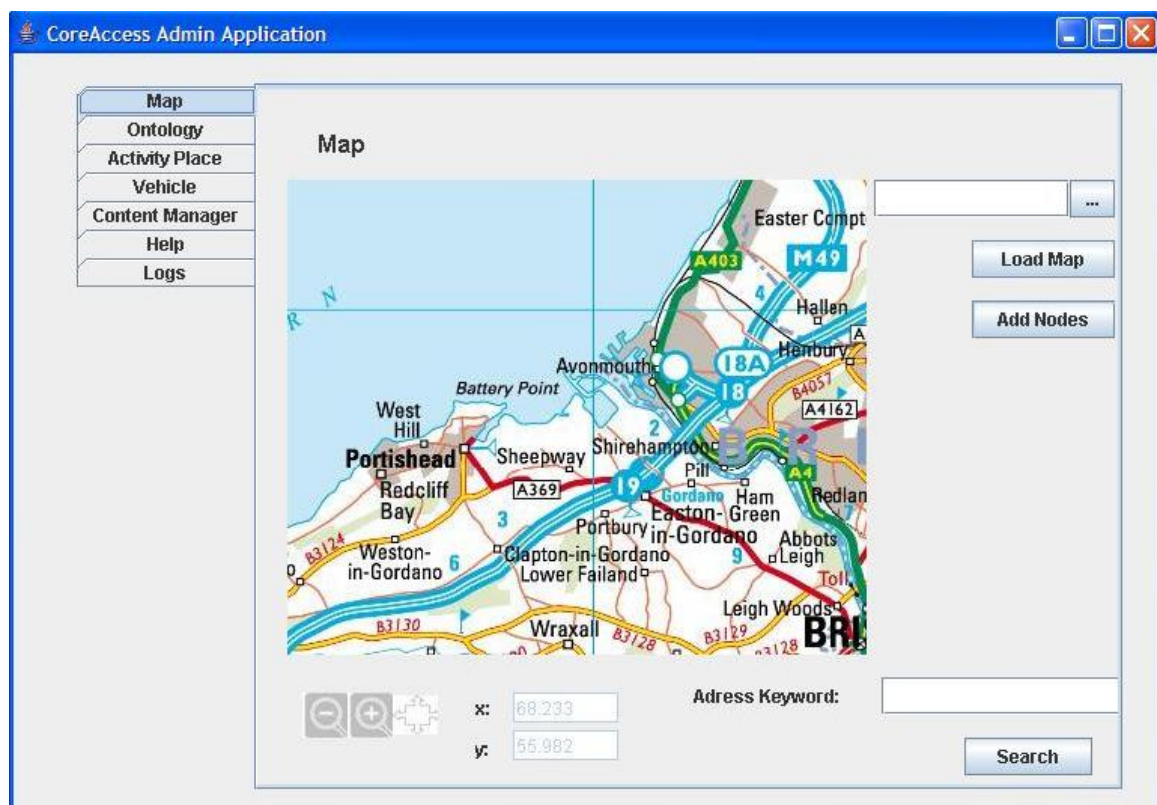 CoreAccess Admin Application
Map
Ontology
Activity Place
Vehicle
Content Manager
Help
Logs
Map
...
Load Map
Add Nodes
Easter Compt
A403
M49
4
R N
Hallen
A
Henbury
Avonmouth
18A
18
B4057
A4162
Battery Point
West
Hill
2
Shirehampton
BRI
Portishead
Sheepway
Pill
A4
A369
19
Gordano
Ham
Green
Redlan
Redcliff
Bay
3
Portbury
Easton-
in-Gordano
7
Abbots
Leigh
B3124
Weston-
in-Gordano
6
Clapton-in-Gordano
9
Lower Failand
Toll
Leigh Woods
B3130
Wraxall
B3128
B3129
B3128
BRI
x:
68.233
y:
55.982
Adress Keyword:
Search